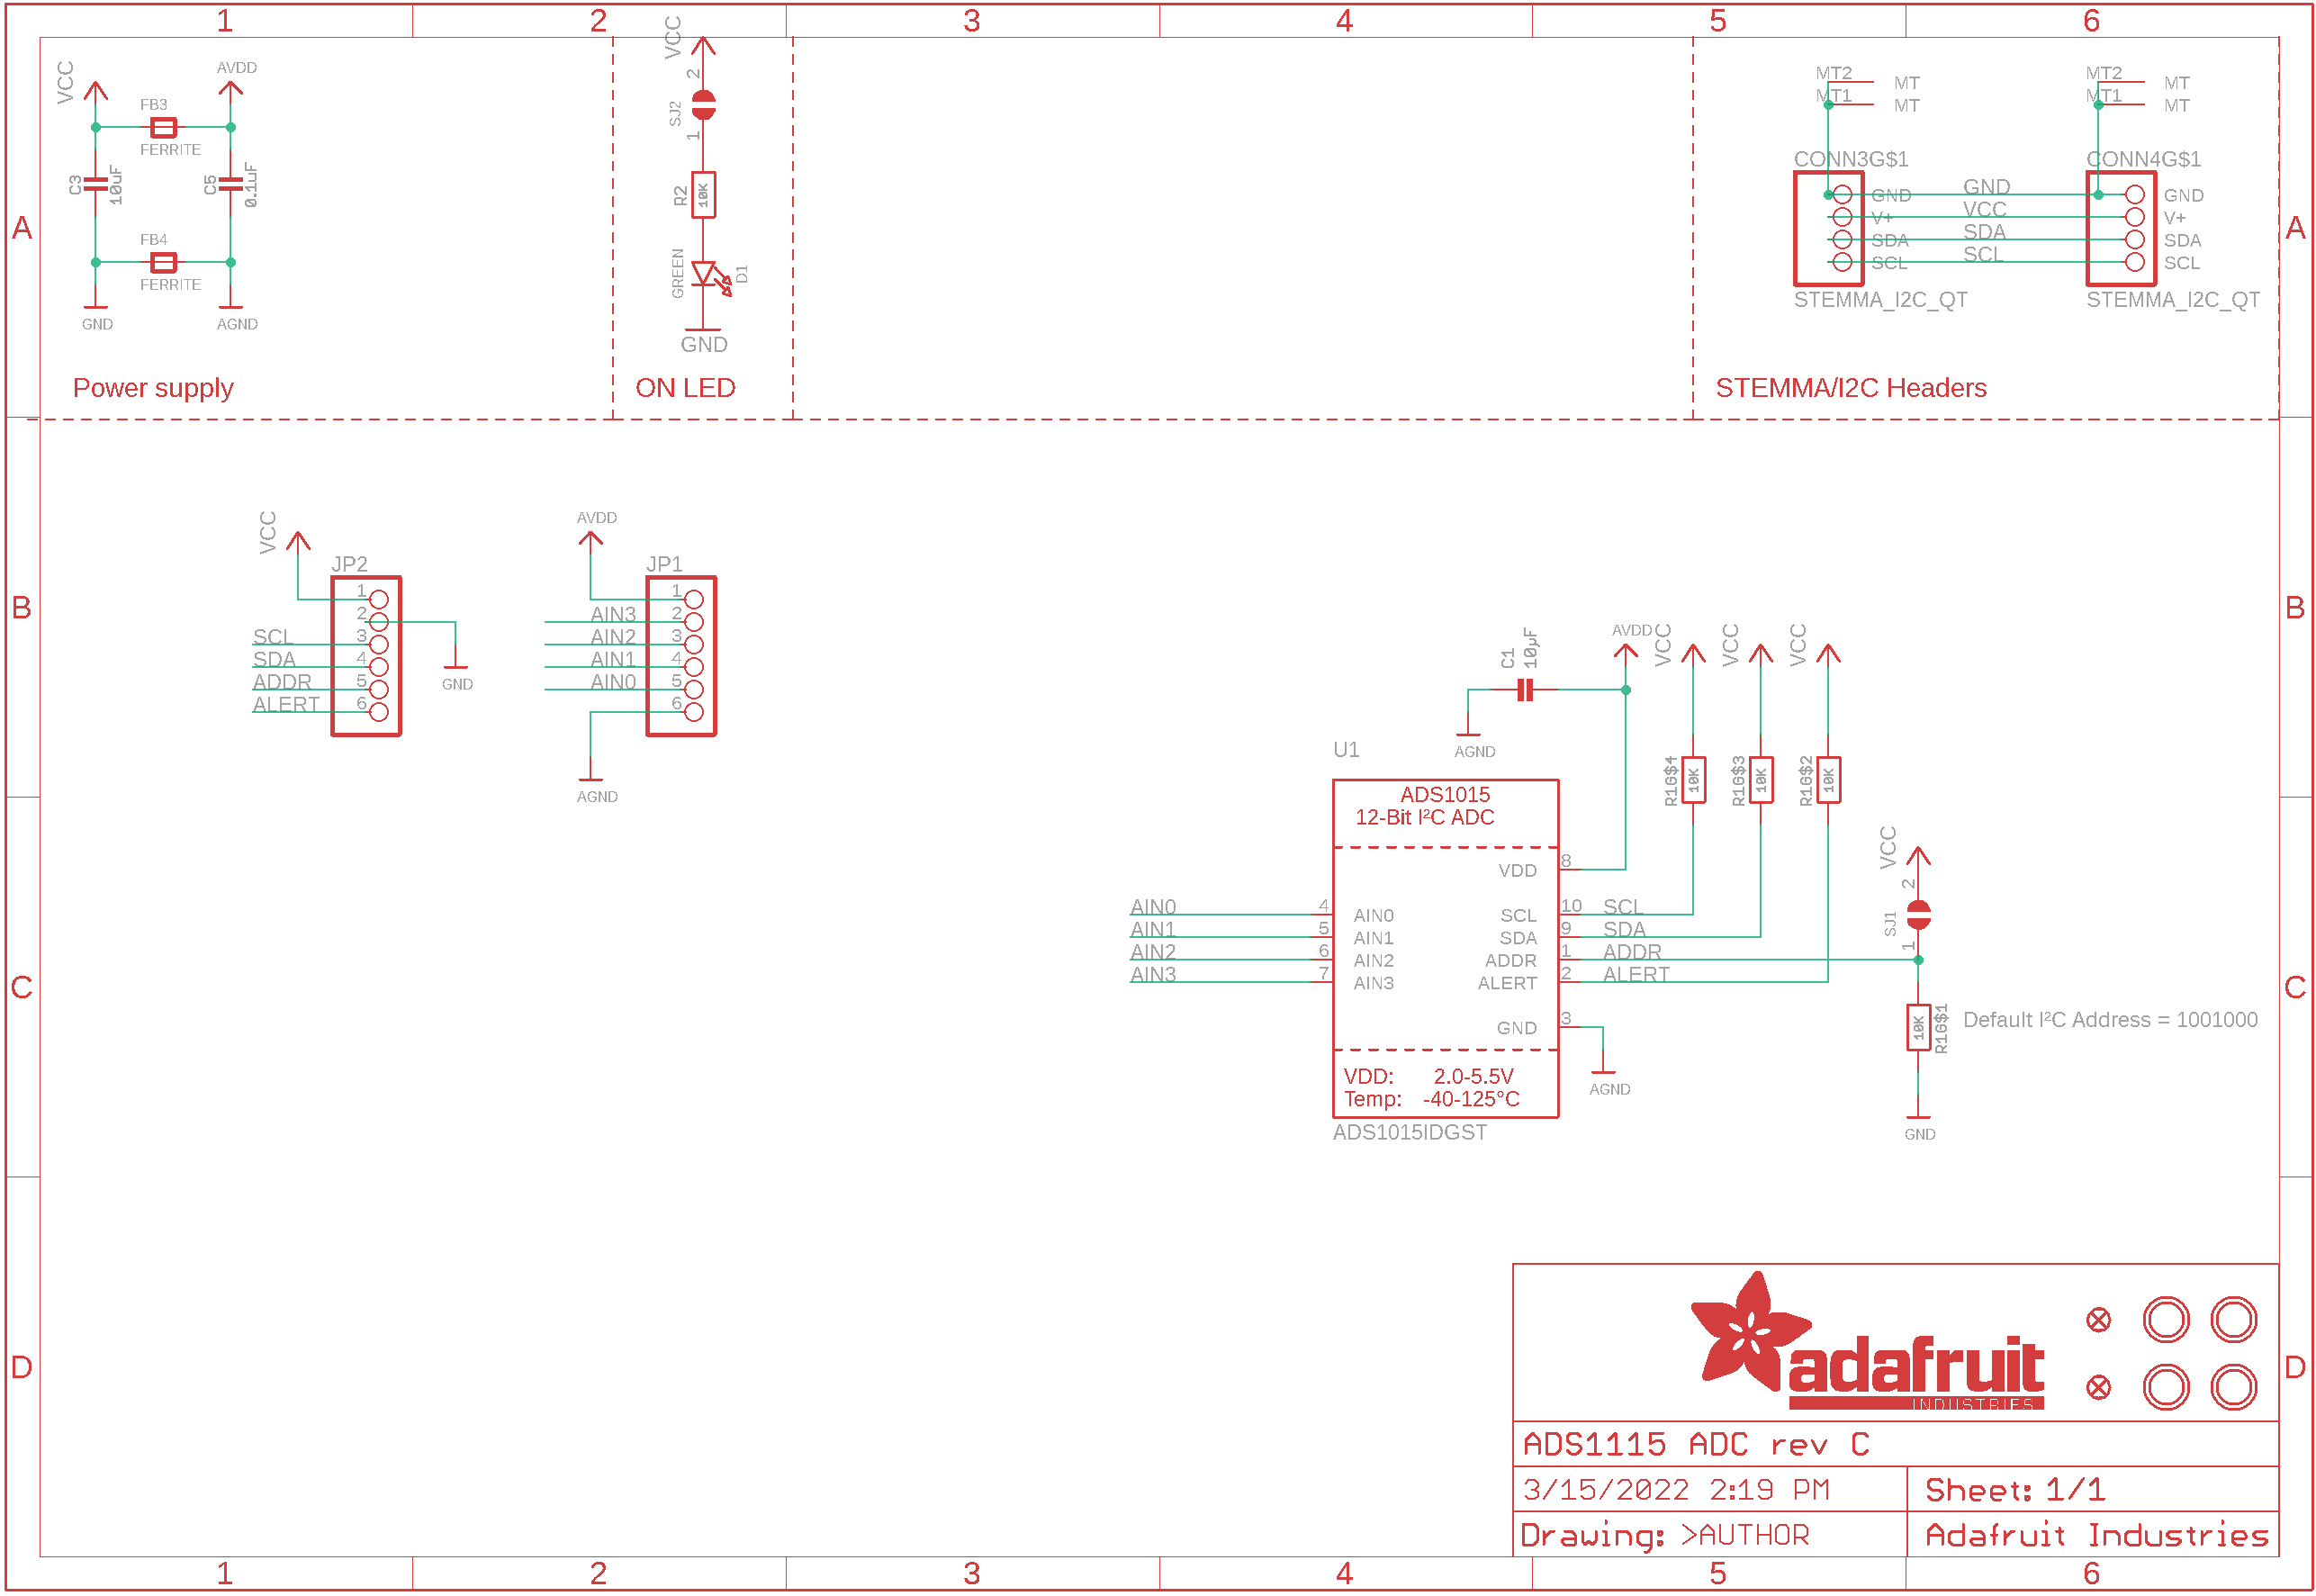 1 2 3 4 5 6
A A
VCC
AVDD
FB3
FERRITE
C3
10uF
C5
0.1uF
FB4
FERRITE
GND
AGND
Power supply
VCC
2
SJ2
1
R2
10K
GREEN
D1
GND
ON LED
MT2
MT
MT1
MT
MT2
MT
MT1
MT
CONN3G$1
CONN4G$1
GND GND GND
V+ VCC V+
SDA SDA SDA
SCL SCL SCL
STEMMA_I2C_QT
STEMMA_I2C_QT
STEMMA/I2C Headers
B B
VCC
JP2
1
2
SCL 3
SDA 4
ADDR 5
ALERT 6
GND
AVDD
JP1
1
AIN3 2
AIN2 3
AIN1 4
AIN0 5
6
AGND
C1
10µF
AGND
AVDD
VCC
VCC
VCC
R1G$4
10K
R1G$3
10K
R1G$2
10K
U1
ADS1015
12-Bit I²C ADC
VDD 8
AIN0 4 AIN0 SCL 10 SCL
AIN1 5 AIN1 SDA 9 SDA
AIN2 6 AIN2 ADDR 1 ADDR
AIN3 7 AIN3 ALERT 2 ALERT
GND 3
AGND
VDD: 2.0-5.5V
Temp: -40-125°C
ADS1015IDGST
VCC
2
SJ1
1
10K
R1G$1
Default I²C Address = 1001000
GND
C C
D D
adafruit
INDUSTRIES
ADS1115 ADC rev C
3/15/2022 2:19 PM
Sheet: 1/1
Drawing: >AUTHOR
Adafruit Industries
1 2 3 4 5 6